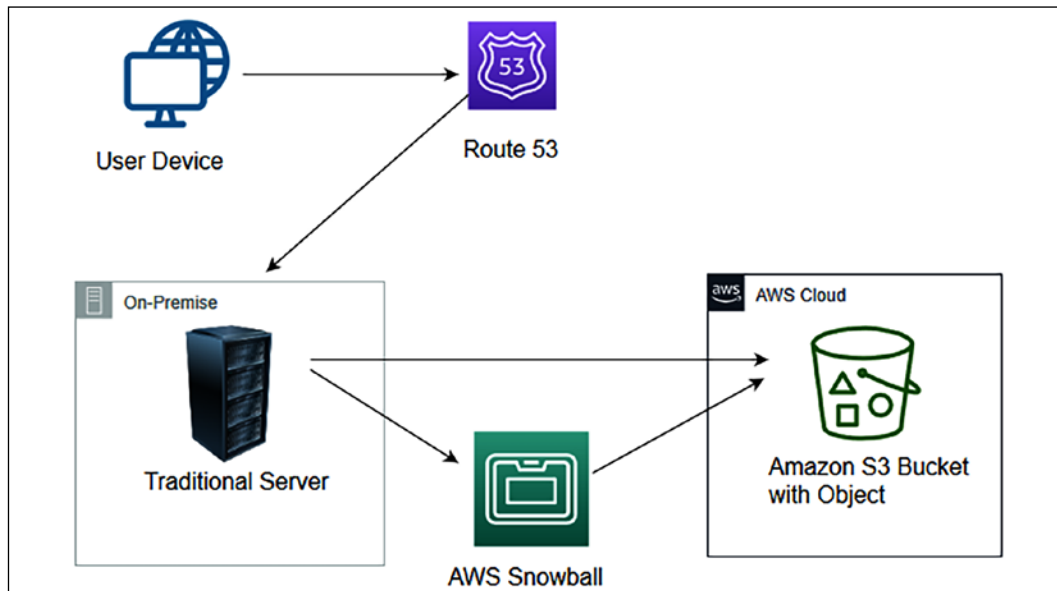 53
User Device
Route 53
On-Premise
aws
AWS Cloud
Traditional Server
Amazon S3 Bucket
with Object
AWS Snowball